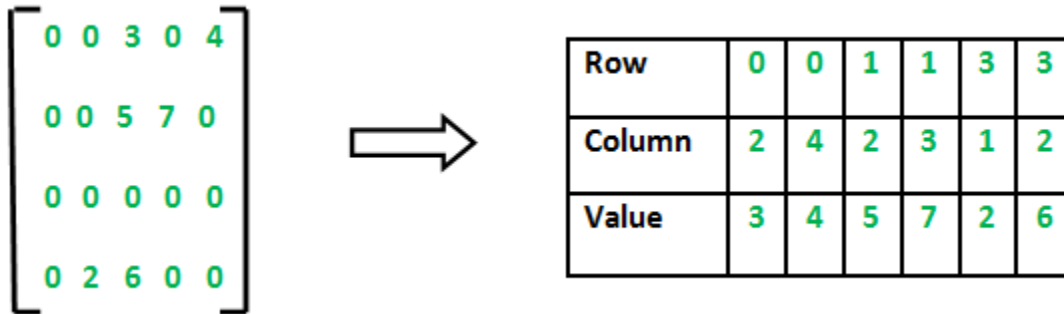 0 0 3 0 4
0 0 5 7 0
0 0 0 0 0
0 2 6 0 0
Row 0 0 1 1 3 3
Column 2 4 2 3 1 2
Value 3 4 5 7 2 6